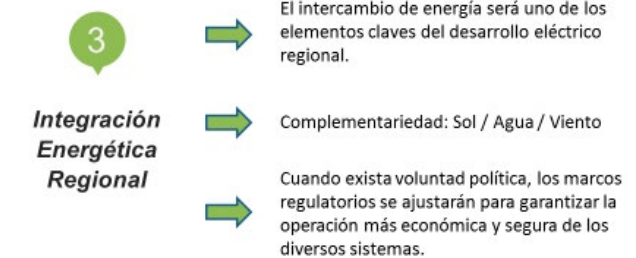 3
Integración
Energética
Regional
El intercambio de energía será uno de los
elementos claves del desarrollo eléctrico
regional.
Complementariedad: Sol / Agua / Viento
Cuando exista voluntad política, los marcos
regulatorios se ajustarán para garantizar la
operación más económica y segura de los
diversos sistemas.